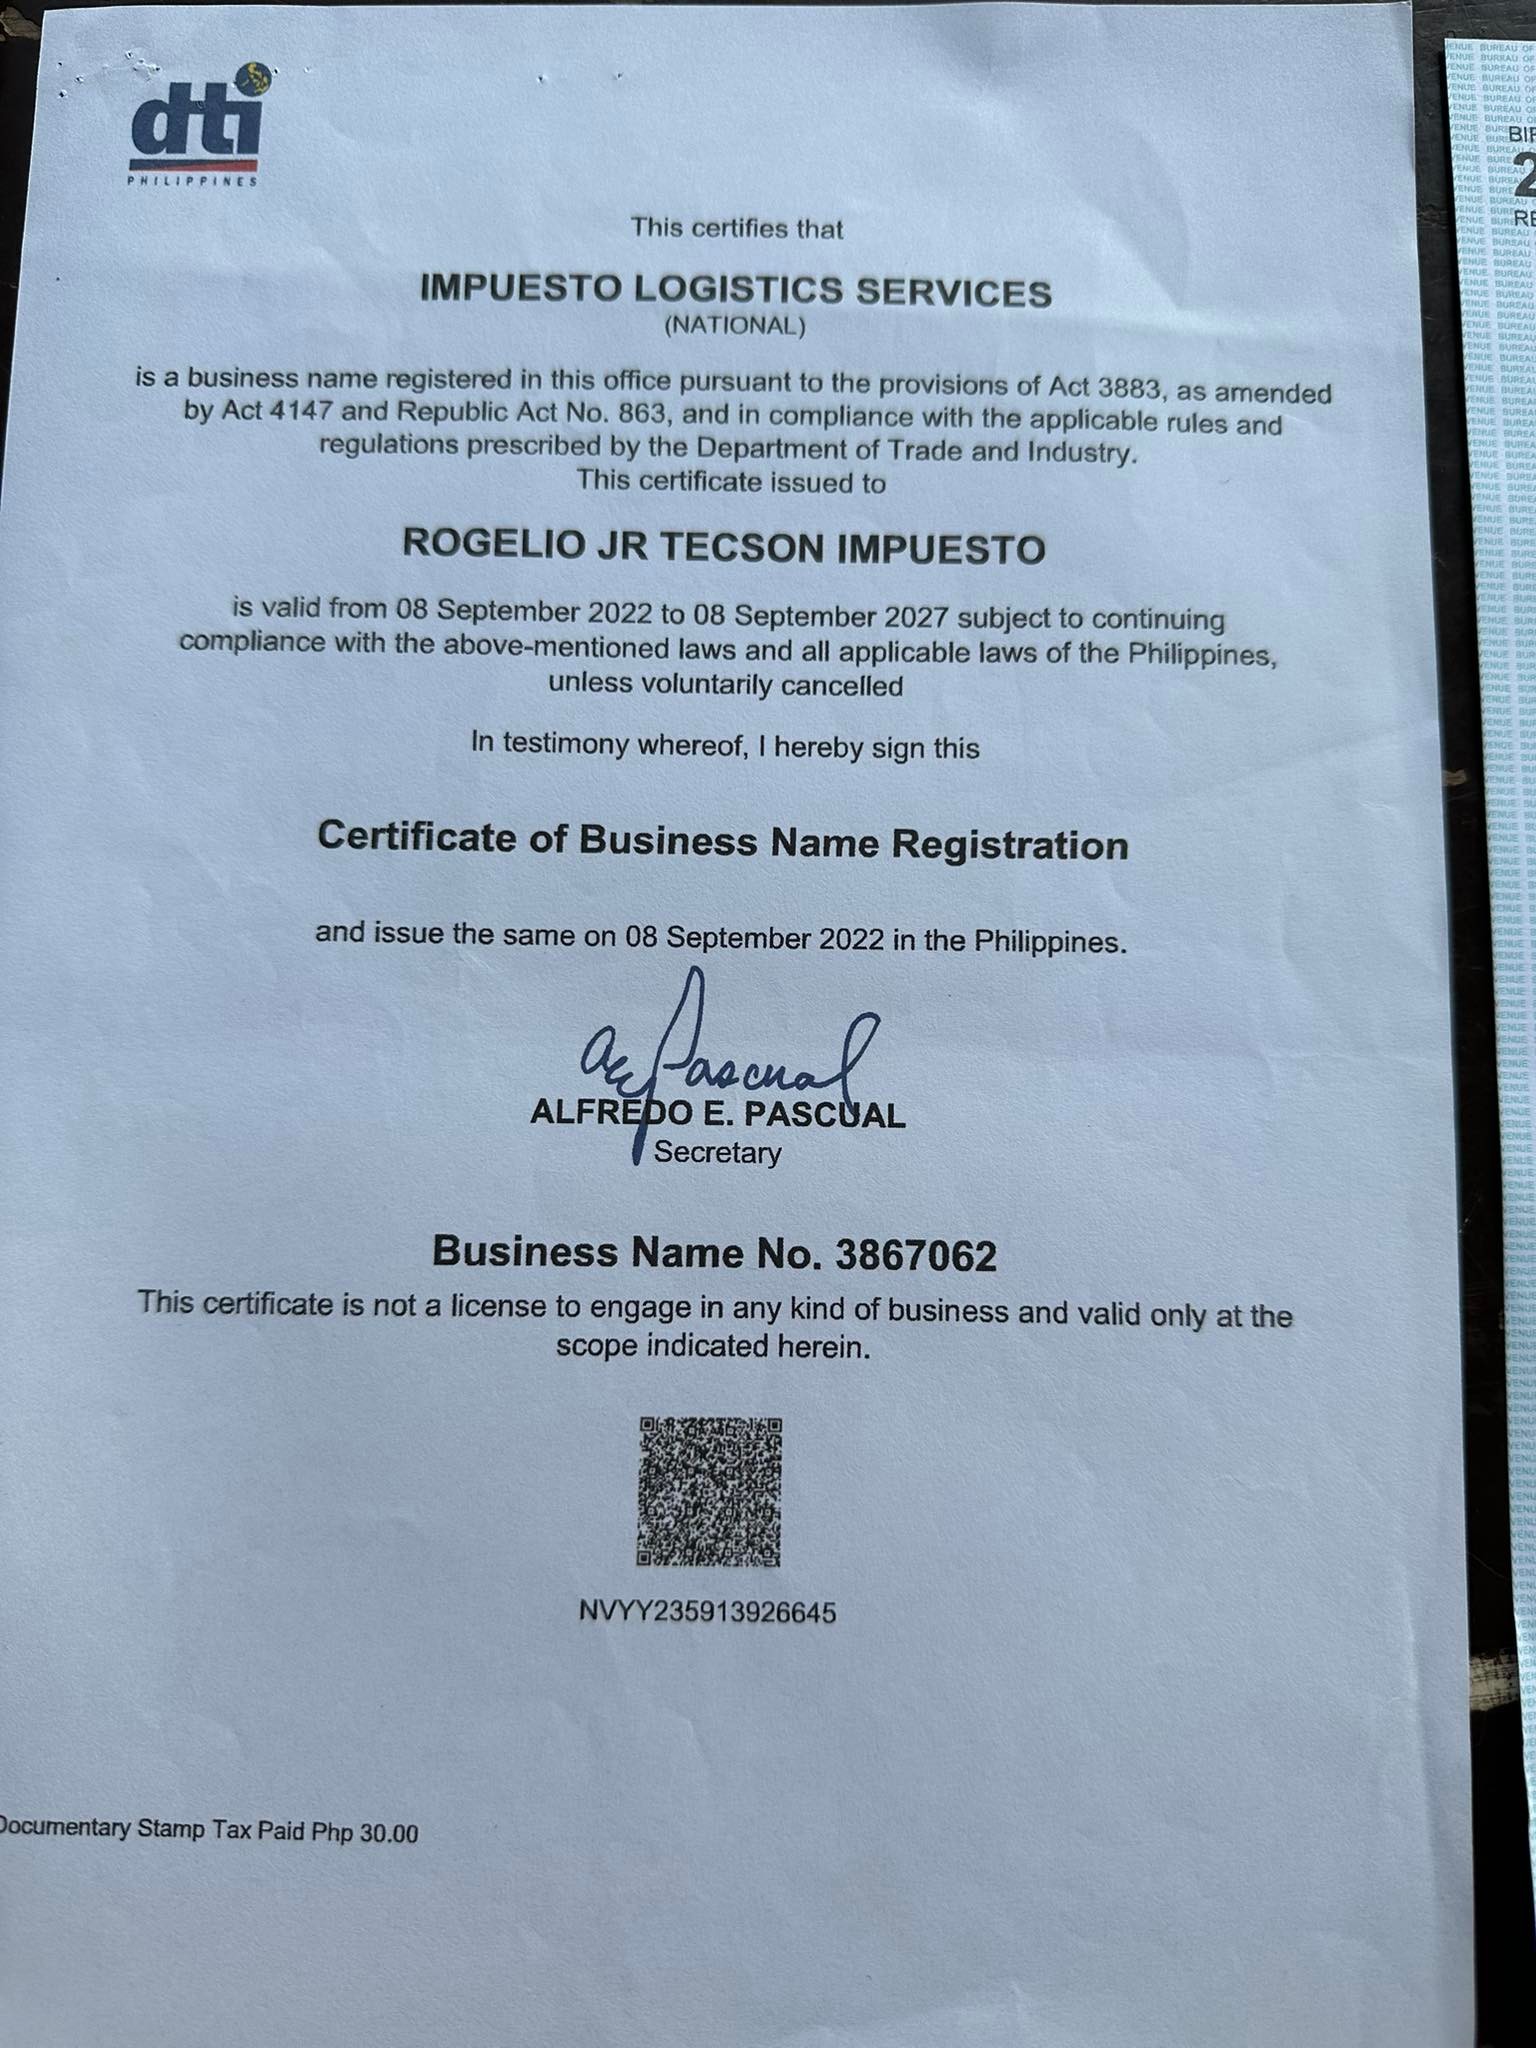 dti
PHILIPPINES
This certifies that
IMPUESTO LOGISTICS SERVICES
(NATIONAL)
is a business name registered in this office pursuant to the provisions of Act 3883, as amended
by Act 4147 and Republic Act No. 863, and in compliance with the applicable rules and
regulations prescribed by the Department of Trade and Industry.
This certificate issued to
ROGELIO JR TECSON IMPUESTO
is valid from 08 September 2022 to 08 September 2027 subject to continuing
compliance with the above-mentioned laws and all applicable laws of the Philippines,
unless voluntarily cancelled
In testimony whereof, I hereby sign this
Certificate of Business Name Registration
and issue the same on 08 September 2022 in the Philippines.
ALFREDO E. PASCUAL
Secretary
Business Name No. 3867062
This certificate is not a license to engage in any kind of business and valid only at the
scope indicated herein.
NVYY235913926645
Documentary Stamp Tax Paid Php 30.00